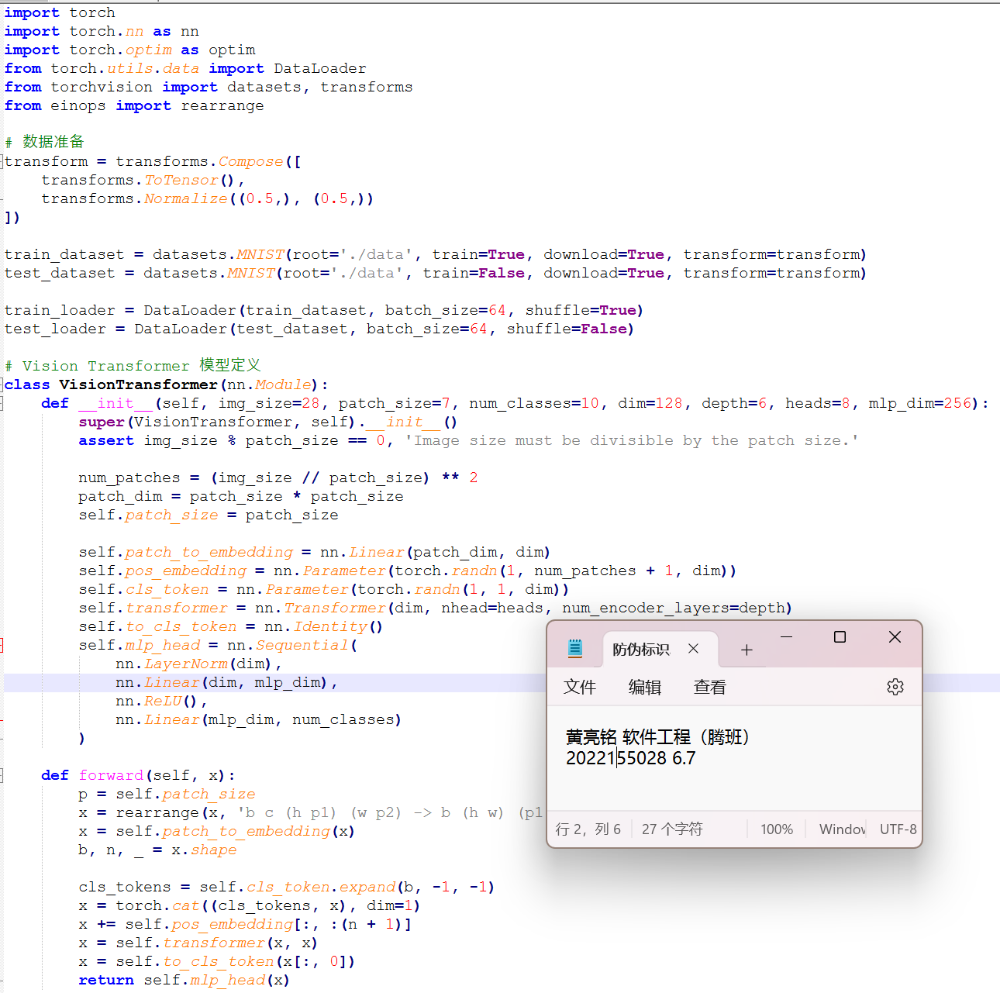 import torch
import torch.nn as nn
import torch.optim as optim
from torch.utils.data import DataLoader
from torchvision import datasets, transforms
from einops import rearrange
# 数据准备
transform = transforms.Compose([
    transforms.ToTensor(),
    transforms.Normalize((0.5,), (0.5,))
])
train_dataset = datasets.MNIST(root='./data', train=True, download=True, transform=transform)
test_dataset = datasets.MNIST(root='./data', train=False, download=True, transform=transform)
train_loader = DataLoader(train_dataset, batch_size=64, shuffle=True)
test_loader = DataLoader(test_dataset, batch_size=64, shuffle=False)
# Vision Transformer 模型定义
class VisionTransformer(nn.Module):
    def __init__(self, img_size=28, patch_size=7, num_classes=10, dim=128, depth=6, heads=8, mlp_dim=256):
        super(VisionTransformer, self).__init__()
        assert img_size % patch_size == 0, 'Image size must be divisible by the patch size.'
        num_patches = (img_size // patch_size) ** 2
        patch_dim = patch_size * patch_size
        self.patch_size = patch_size
        self.patch_to_embedding = nn.Linear(patch_dim, dim)
        self.pos_embedding = nn.Parameter(torch.randn(1, num_patches + 1, dim))
        self.cls_token = nn.Parameter(torch.randn(1, 1, dim))
        self.transformer = nn.Transformer(dim, nhead=heads, num_encoder_layers=depth)
        self.to_cls_token = nn.Identity()
        self.mlp_head = nn.Sequential(
            nn.LayerNorm(dim),
            nn.Linear(dim, mlp_dim),
            nn.ReLU(),
            nn.Linear(mlp_dim, num_classes)
        )
    def forward(self, x):
        p = self.patch_size
        x = rearrange(x, 'b c (h p1) (w p2) -> b (h w) (p1
        x = self.patch_to_embedding(x)
        b, n, _ = x.shape
        cls_tokens = self.cls_token.expand(b, -1, -1)
        x = torch.cat((cls_tokens, x), dim=1)
        x += self.pos_embedding[:, :(n + 1)]
        x = self.transformer(x, x)
        x = self.to_cls_token(x[:, 0])
        return self.mlp_head(x)
防伪标识
文件 编辑 查看
黄亮铭 软件工程（腾班）
2022155028 6.7
行 2，列 6 27 个字符 100% Window UTF-8